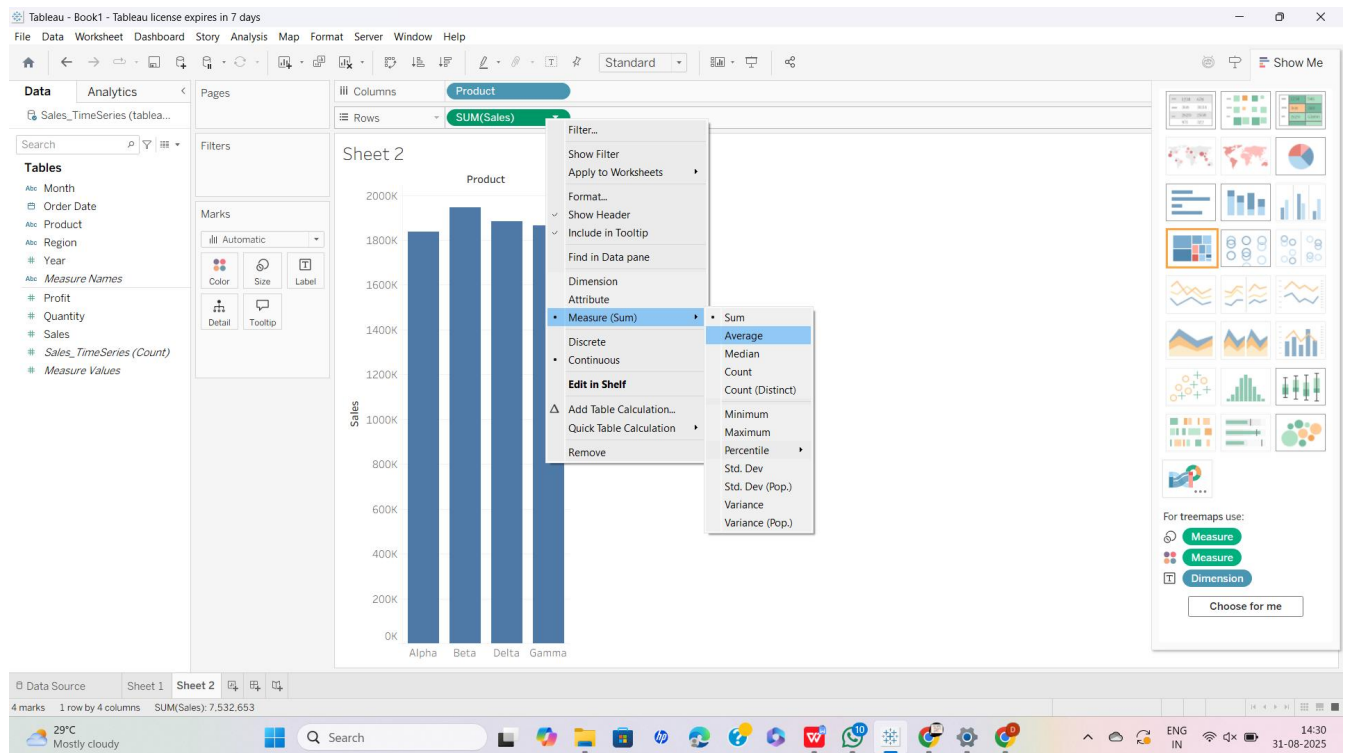 Tableau - Book1 - Tableau license expires in 7 days
File Data Worksheet Dashboard Story Analysis Map Format Server Window Help
Standard
Show Me
Data Analytics
Sales_TimeSeries (tablea...
Search
Tables
Abc Month
Order Date
Abc Product
Abc Region
# Year
Abc Measure Names
# Profit
# Quantity
# Sales
# Sales_TimeSeries (Count)
# Measure Values
Pages
Filters
Marks
Automatic
Color Size Label
Detail Tooltip
iii Columns Product
Rows SUM(Sales)
Sheet 2
Product
Sales
2000K
1800K
1600K
1400K
1200K
1000K
800K
600K
400K
200K
0K
Alpha Beta Delta Gamma
Filter...
Show Filter
Apply to Worksheets
Format...
Show Header
Include in Tooltip
Find in Data pane
Dimension
Attribute
Measure (Sum)
Discrete
Continuous
Edit in Shelf
Add Table Calculation...
Quick Table Calculation
Remove
Sum
Average
Median
Count
Count (Distinct)
Minimum
Maximum
Percentile
Std. Dev
Std. Dev (Pop.)
Variance
Variance (Pop.)
For treemaps use:
Measure
Measure
Dimension
Choose for me
Data Source Sheet 1 Sheet 2
4 marks 1 row by 4 columns SUM(Sales): 7,532,653
29°C
Mostly cloudy
Search
10
ENG
IN
14:30
31-08-2025